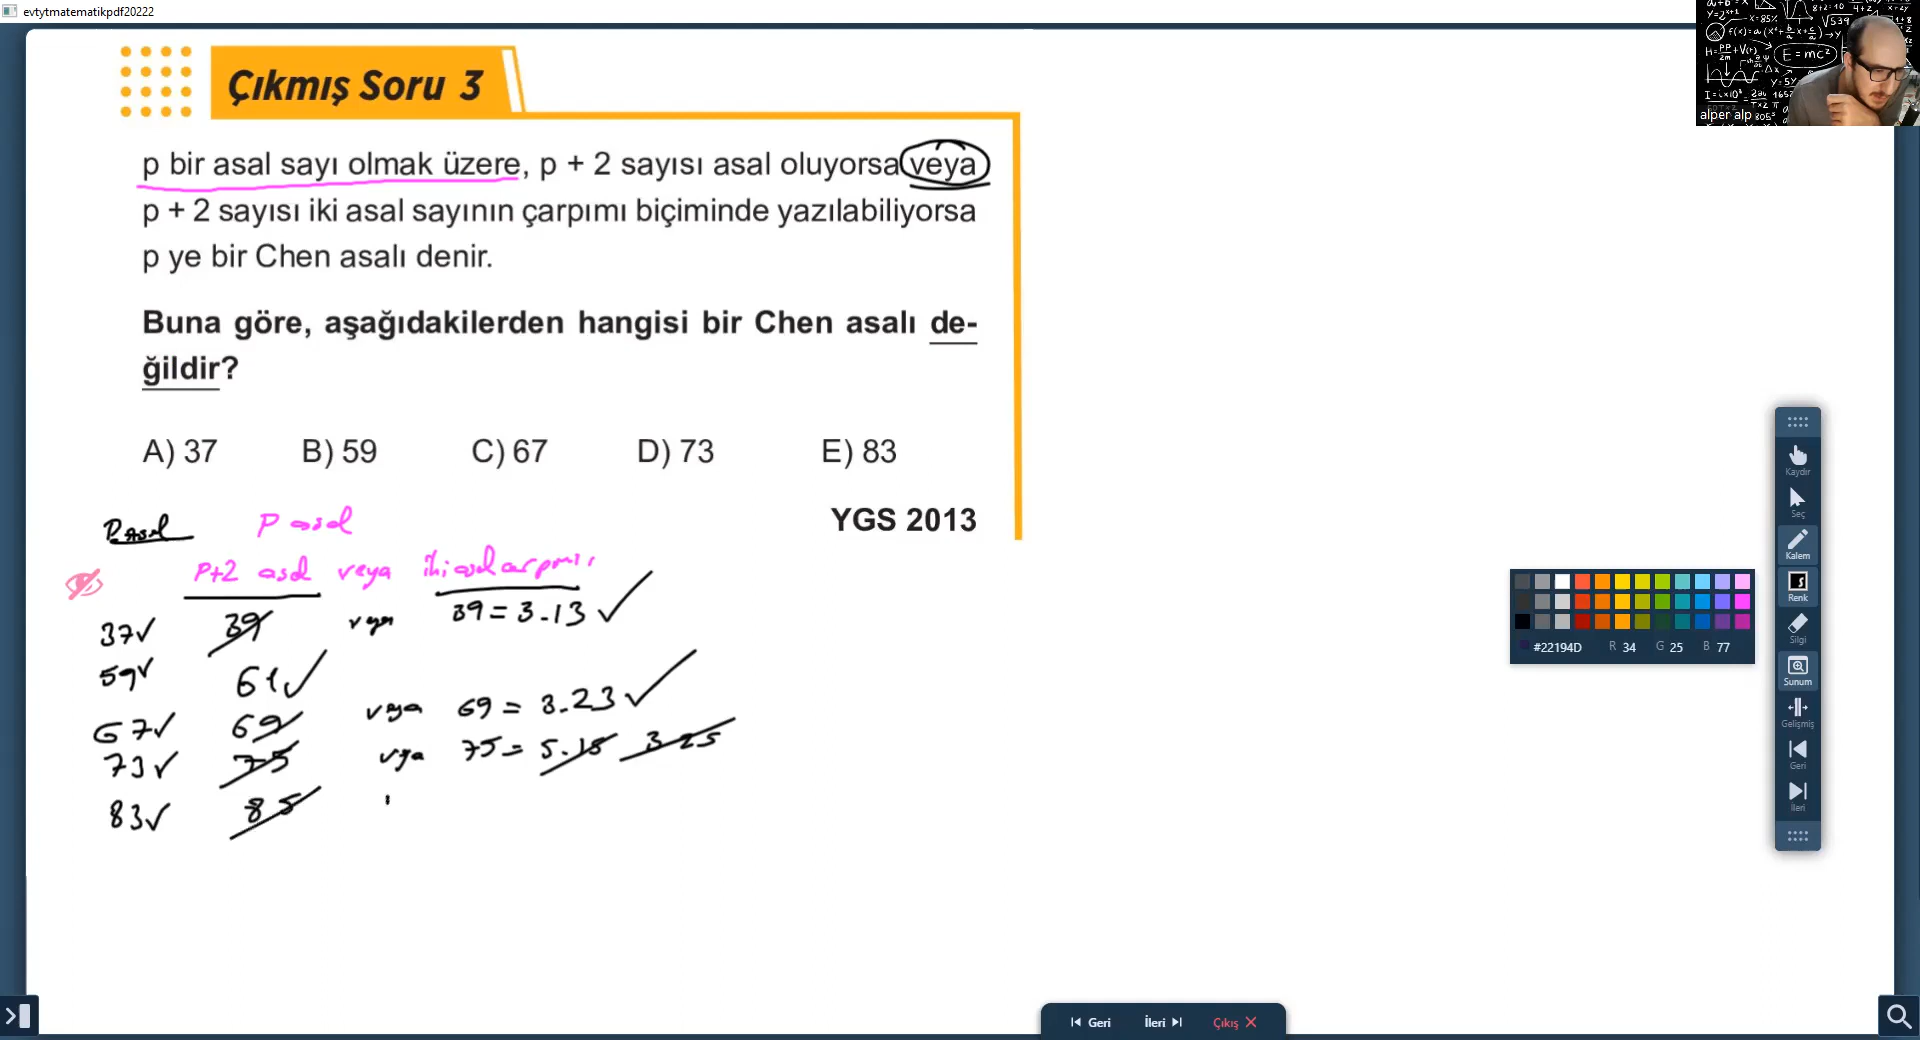 evtytmatematikpdf20222
Çıkmış Soru 3
p bir asal sayı olmak üzere, p + 2 sayısı asal oluyorsa veya
p + 2 sayısı iki asal sayının çarpımı biçiminde yazılabiliyorsa
p ye bir Chen asalı denir.
Buna göre, aşağıdakilerden hangisi bir Chen asalı de-
ğildir?
A) 37 B) 59 C) 67 D) 73 E) 83
YGS 2013
P asal P asal
P+2 asal veya iki asal çarpımı
37✓ 39 veya 39 = 3.13 ✓
59✓ 61✓
67✓ 69 veya 69 = 3.23 ✓
73✓ 75 veya 75 = 5.15 3 25
83✓ 85
E = mc²
alper alp
Kaydır
Seç
Kalem
Renk
Silgi
Sunum
Gelişmiş
Geri
İleri
#22194D R 34 G 25 B 77
Geri İleri Çıkış